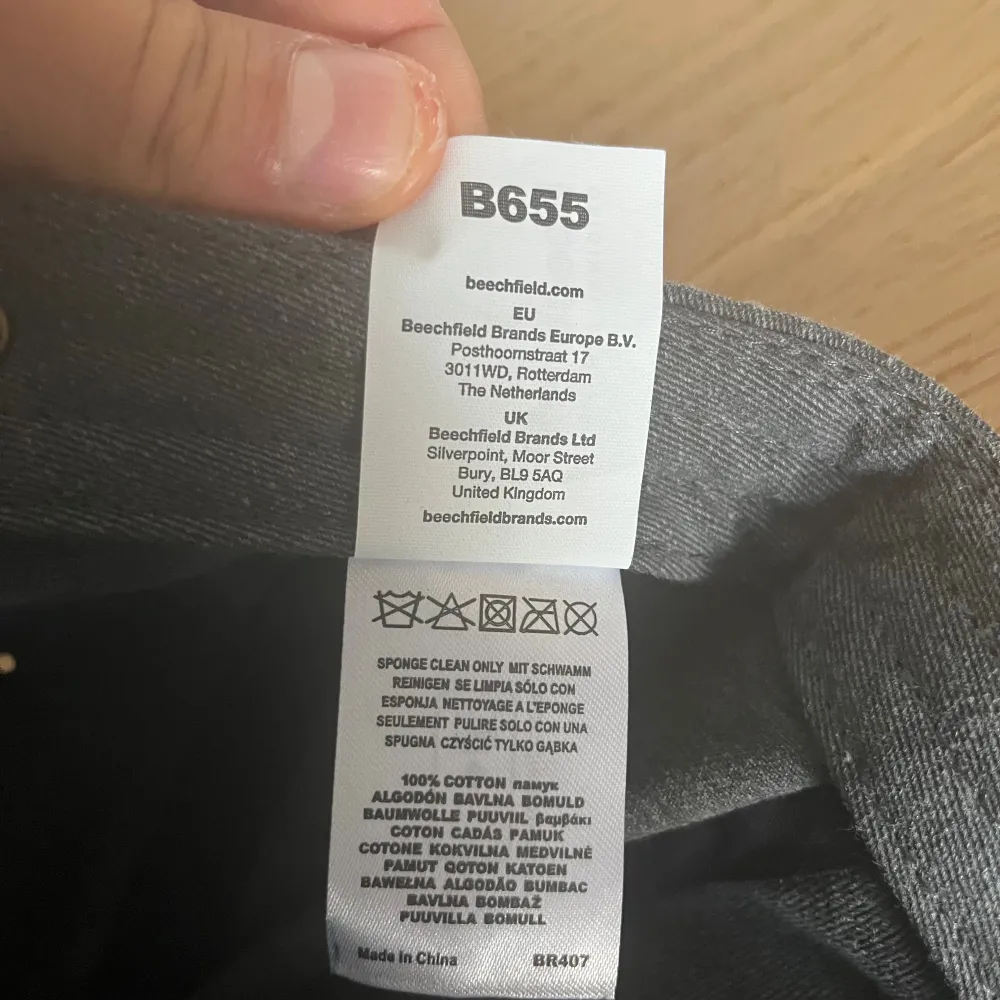 B655
beechfield.com
EU
Beechfield Brands Europe B.V.
Posthoornstraat 17
3011WD, Rotterdam
The Netherlands
UK
Beechfield Brands Ltd
Silverpoint, Moor Street
Bury, BL9 5AQ
United Kingdom
beechfieldbrands.com
SPONGE CLEAN ONLY MIT SCHWAMM
REINIGEN SE LIMPIA SÓLO CON
ESPONJA NETTOYAGE A L'EPONGE
SEULEMENT PULIRE SOLO CON UNA
SPUGNA CZYŚCIĆ TYLKO GĄBKA
100% COTTON памук
ALGODÓN BAVLNA BOMULD
BAUMWOLLE PUUVIIL βαμβάκι
COTON CADÁS PAMUK
COTONE KOKVILNA MEDVILNĖ
PAMUT QOTON KATOEN
BAWEŁNA ALGODÃO BUMBAC
BAVLNA BOMBAŽ
PUUVILLA BOMULL
Made in China BR407